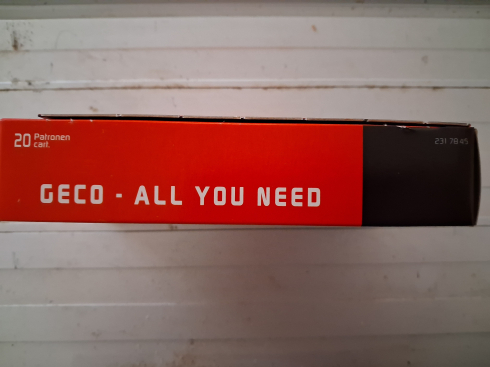 20 Patronen
cart.
231 78 45
GECO - ALL YOU NEED